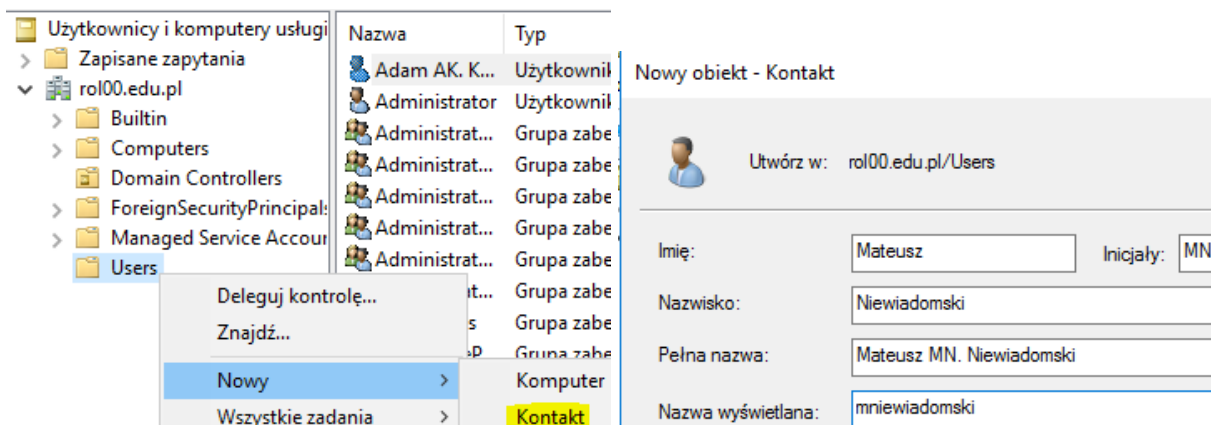 Użytkownicy i komputery usługi
Zapisane zapytania
rol00.edu.pl
Builtin
Computers
Domain Controllers
ForeignSecurityPrincipals
Managed Service Accour
Users
Nazwa Typ
Adam AK. K... Użytkownik
Administrator Użytkownik
Administrat... Grupa zabe
Administrat... Grupa zabe
Administrat... Grupa zabe
Administrat... Grupa zabe
Administrat... Grupa zabe
t... Grupa zabe
s Grupa zabe
Grupa zabe
Deleguj kontrolę...
Znajdź...
Nowy
Wszystkie zadania
Komputer
Kontakt
Nowy obiekt - Kontakt
Utwórz w: rol00.edu.pl/Users
Imię: Mateusz Inicjały: MN
Nazwisko: Niewiadomski
Pełna nazwa: Mateusz MN. Niewiadomski
Nazwa wyświetlana: mniewiadomski